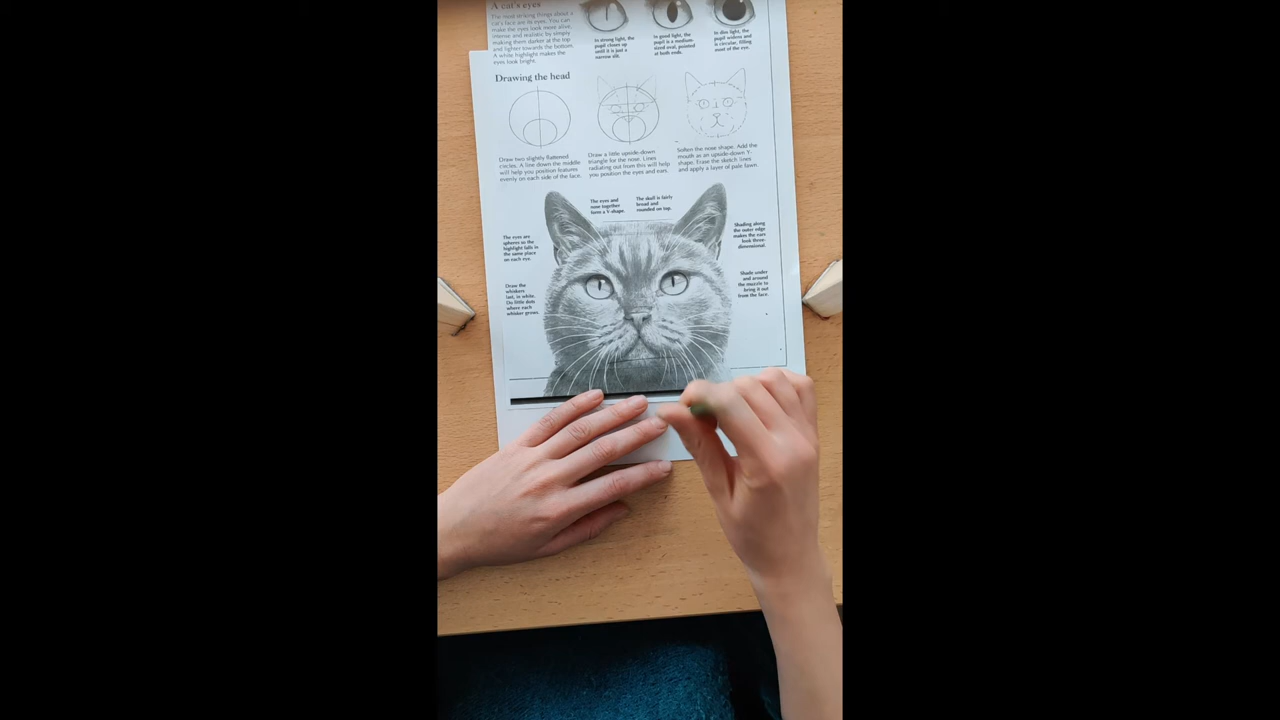 A cat's eyes
The most striking things about a
cat's face are its eyes. You can
make the eyes look more alive,
intense and realistic by simply
making them darker at the top
and lighter towards the bottom.
A white highlight makes the
eyes look bright.
In strong light, the
pupil closes up
until it is just a
narrow slit.
In good light, the
pupil is a medium-
sized oval, pointed
at both ends.
In dim light, the
pupil widens and
is circular, filling
most of the eye.
Drawing the head
Draw two slightly flattened
circles. A line down the middle
will help you position features
evenly on each side of the face.
Draw a little upside-down
triangle for the nose. Lines
radiating out from this will help
you position the eyes and ears.
Soften the nose shape. Add the
mouth as an upside-down Y-
shape. Erase the sketch lines
and apply a layer of pale fawn.
The eyes and
nose together
form a Y-shape.
The skull is fairly
broad and
rounded on top.
The eyes are
spheres so the
highlight falls in
the same place
on each eye.
Shading along
the outer edge
makes the ears
look three-
dimensional.
Draw the
whiskers
last, in white.
Do little dots
where each
whisker grows.
Shade under
and around
the muzzle to
bring it out
from the face.